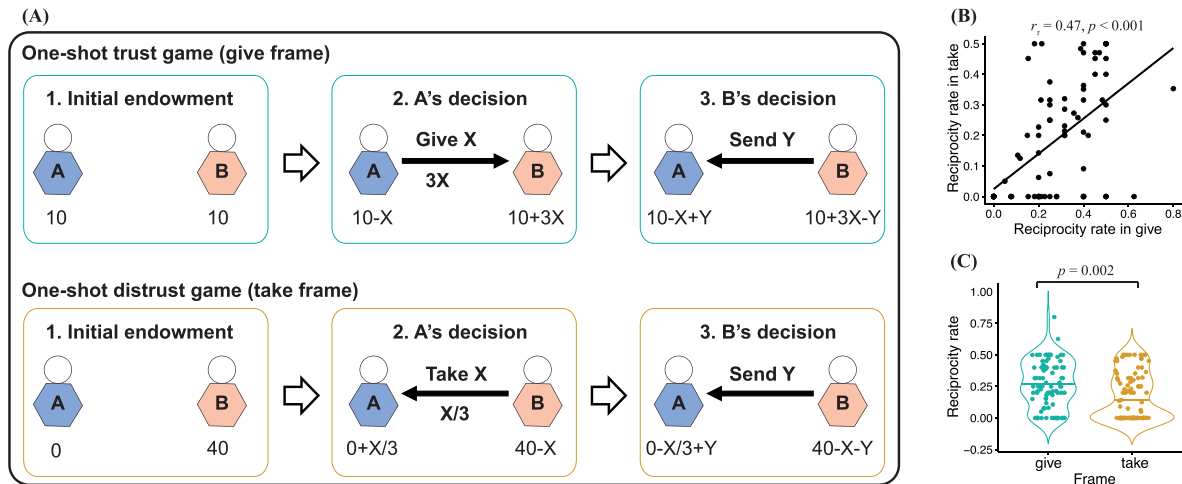 (A)
One-shot trust game (give frame)
1. Initial endowment
A
B
10
10
2. A's decision
Give X
A
B
3X
10-X
10+3X
3. B's decision
Send Y
A
B
10-X+Y
10+3X-Y
One-shot distrust game (take frame)
1. Initial endowment
A
B
0
40
2. A's decision
Take X
A
B
X/3
0+X/3
40-X
3. B's decision
Send Y
A
B
0-X/3+Y
40-X-Y
(B)
rτ = 0.47, p < 0.001
Reciprocity rate in take
0.5
0.4
0.3
0.2
0.1
0.0
0.0
0.2
0.4
0.6
0.8
Reciprocity rate in give
(C)
p = 0.002
Reciprocity rate
1.00
0.75
0.50
0.25
0.00
−0.25
give
take
Frame